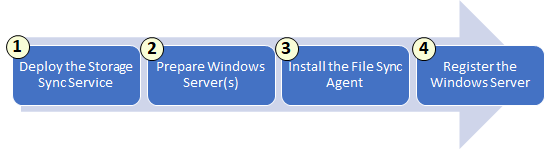 1
Deploy the Storage
Sync Service
2
Prepare Windows
Server(s)
3
Install the File Sync
Agent
4
Register the
Windows Server